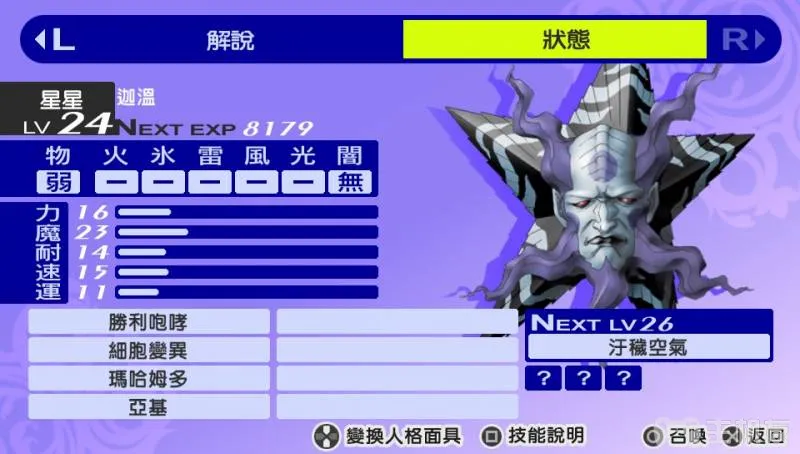 L 解說 狀態 R
星星 迦溫
LV 24 NEXT EXP 8179
物 火 氷 雷 風 光 闇
弱 － － － － － 無
力 16
魔 23
耐 14
速 15
運 11
勝利咆哮
細胞變異
瑪哈姆多
亞基
NEXT LV 26
汙穢空氣
? ? ?
變換人格面具 技能說明 召喚 返回